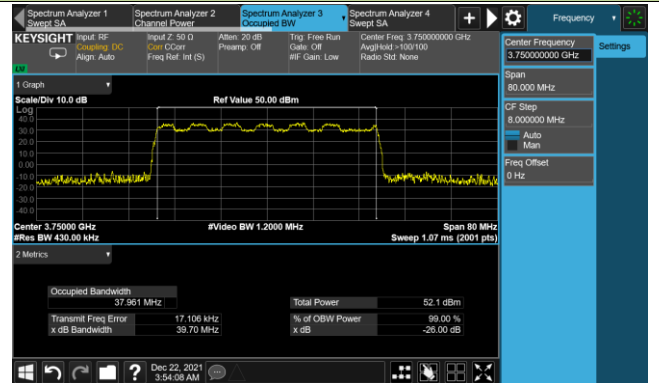 Spectrum Analyzer 1
Swept SA
Spectrum Analyzer 2
Channel Power
Spectrum Analyzer 3
Occupied BW
Spectrum Analyzer 4
Swept SA
+
Frequency
KEYSIGHT
Input: RF
Coupling: DC
Align: Auto
Input Z: 50 Ω
Corr CCorr
Freq Ref: Int (S)
Atten: 20 dB
Preamp: Off
Trig: Free Run
Gate: Off
#IF Gain: Low
Center Freq: 3.750000000 GHz
Avg|Hold:>100/100
Radio Std: None
Center Frequency
3.750000000 GHz
Settings
Span
80.000 MHz
CF Step
8.000000 MHz
Auto
Man
Freq Offset
0 Hz
1 Graph
Scale/Div 10.0 dB
Ref Value 50.00 dBm
Log
40.0
30.0
20.0
10.0
0.00
-10.0
-20.0
-30.0
-40.0
Center 3.75000 GHz
#Video BW 1.2000 MHz
Span 80 MHz
#Res BW 430.00 kHz
Sweep 1.07 ms (2001 pts)
2 Metrics
Occupied Bandwidth
37.961 MHz
Total Power
52.1 dBm
Transmit Freq Error
17.106 kHz
% of OBW Power
99.00 %
x dB Bandwidth
39.70 MHz
x dB
-26.00 dB
?
Dec 22, 2021
3:54:08 AM